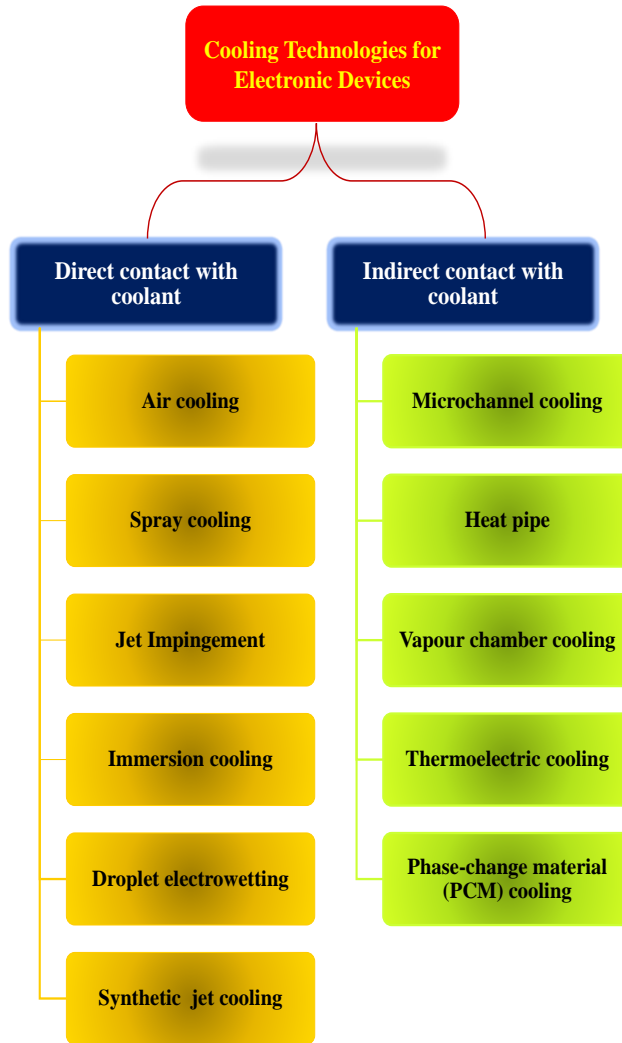 Cooling Technologies for
Electronic Devices
Direct contact with
coolant
Indirect contact with
coolant
Air cooling
Spray cooling
Jet Impingement
Immersion cooling
Droplet electrowetting
Synthetic  jet cooling
Microchannel cooling
Heat pipe
Vapour chamber cooling
Thermoelectric cooling
Phase-change material
(PCM) cooling